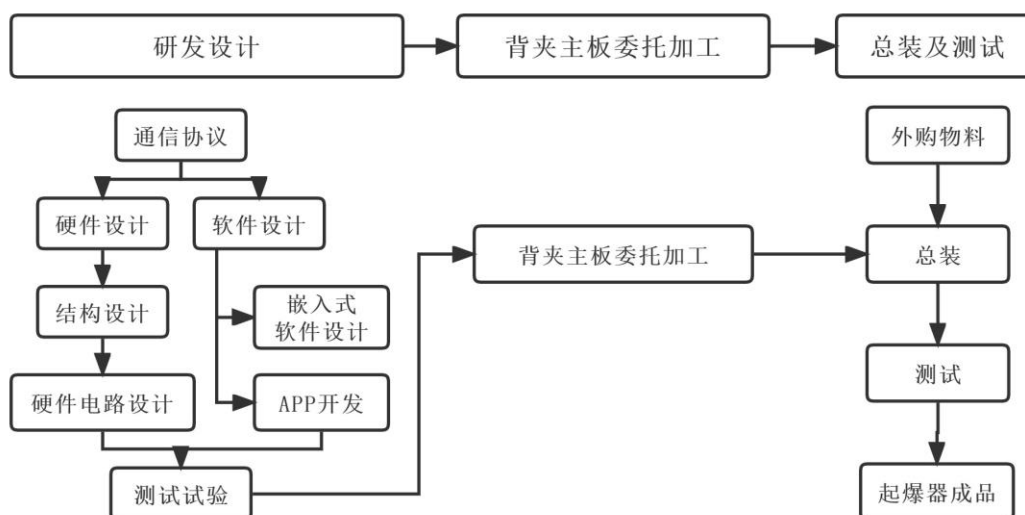 研发设计
背夹主板委托加工
总装及测试
通信协议
外购物料
硬件设计
软件设计
背夹主板委托加工
总装
结构设计
嵌入式
软件设计
测试
硬件电路设计
APP开发
测试试验
起爆器成品